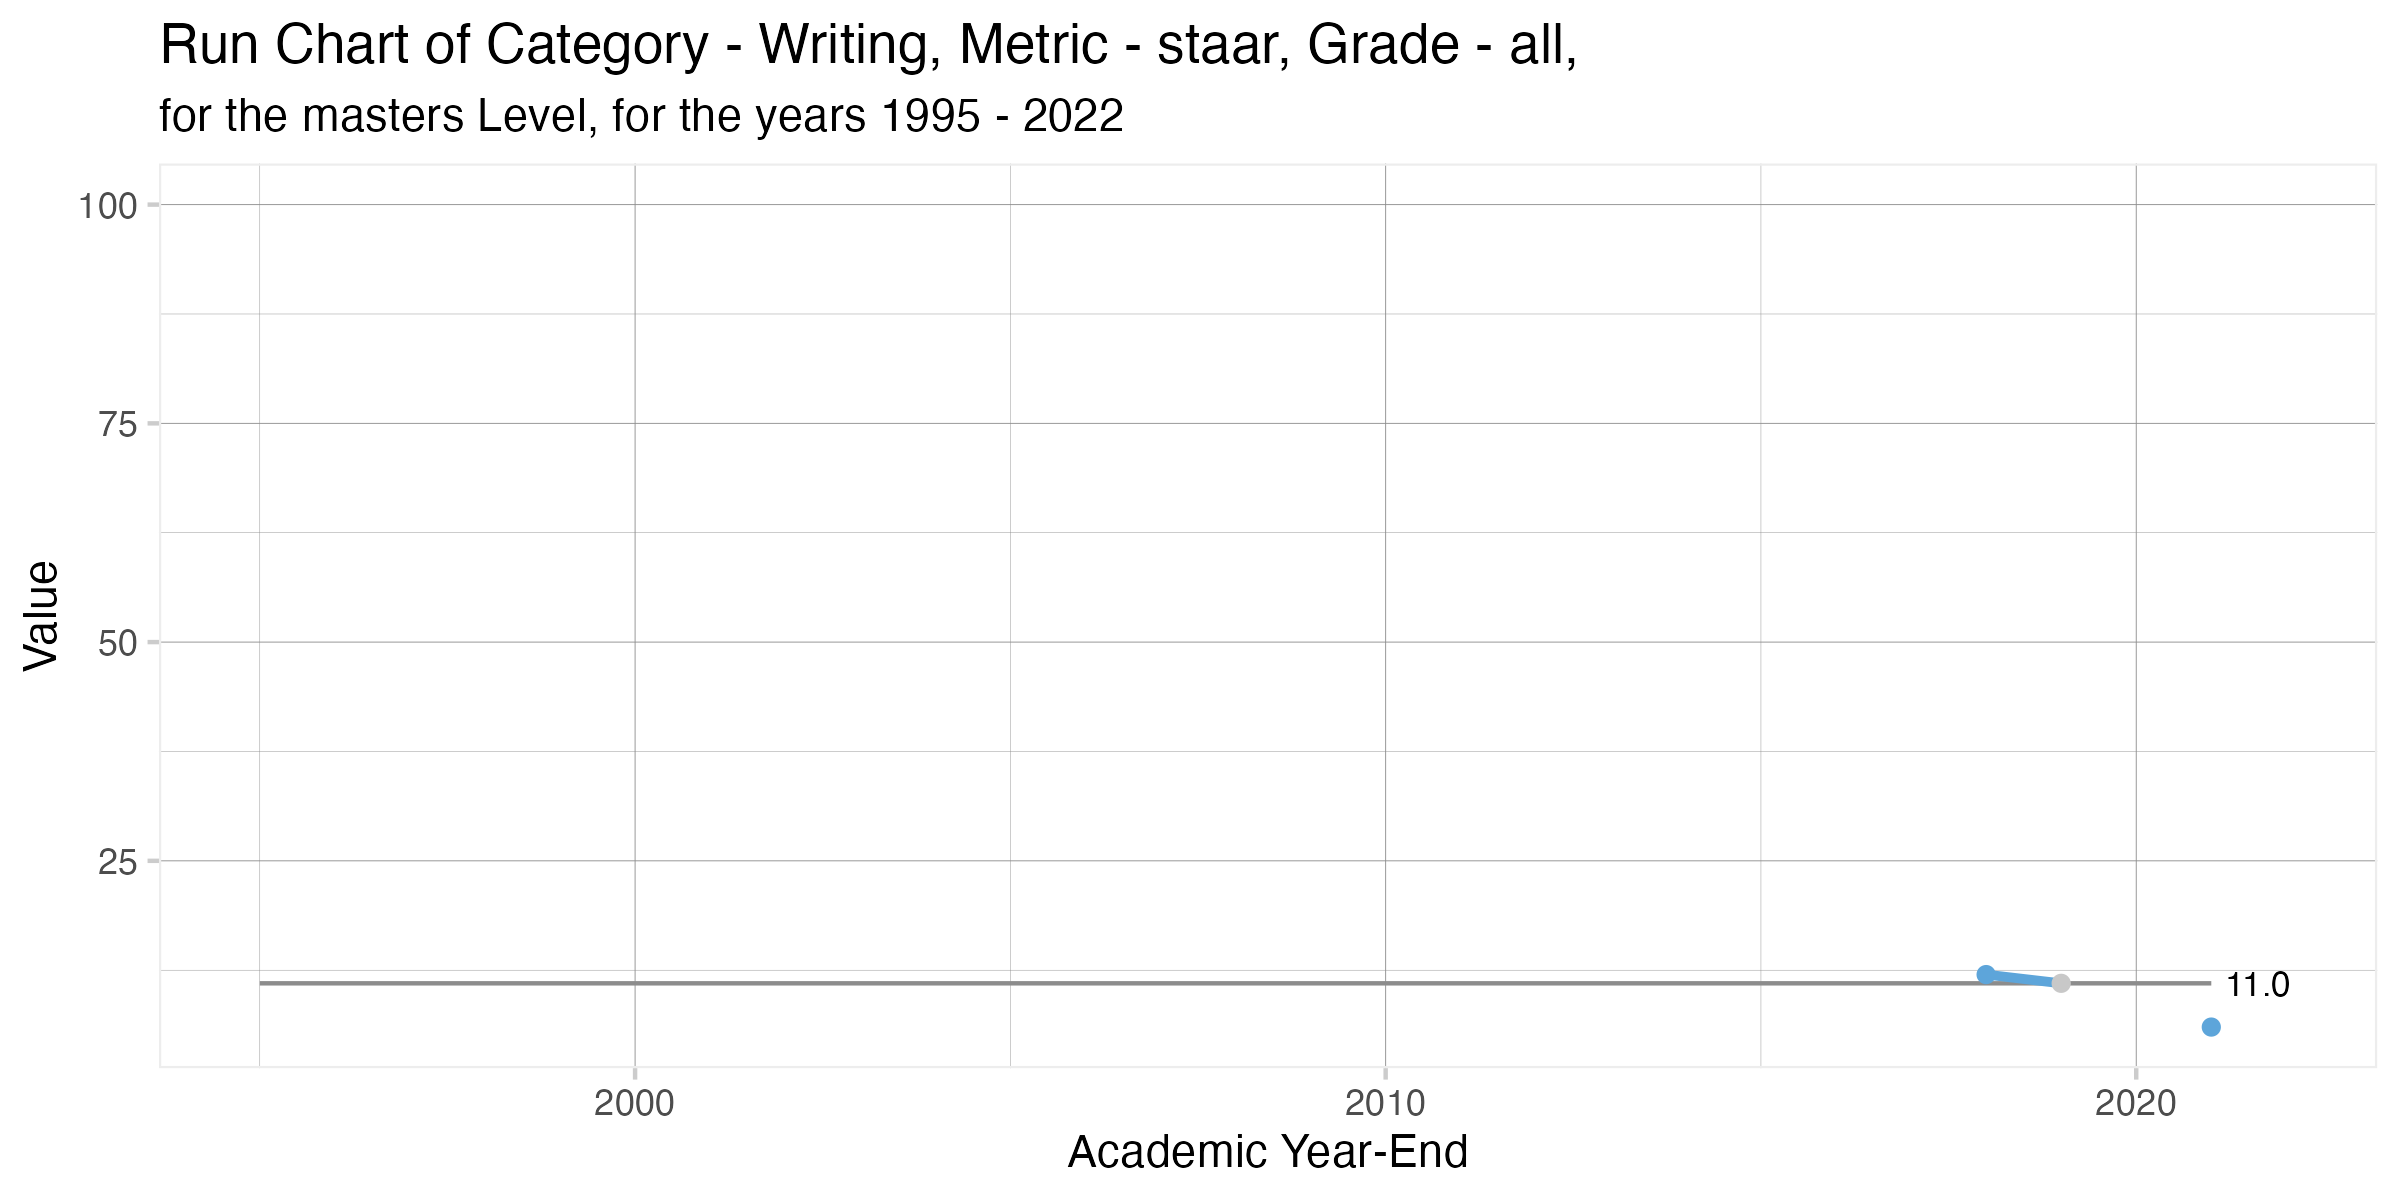 Run Chart of Category - Writing, Metric - staar, Grade - all,
for the masters Level, for the years 1995 - 2022
100
75
50
25
Value
11.0
2000
2010
2020
Academic Year-End